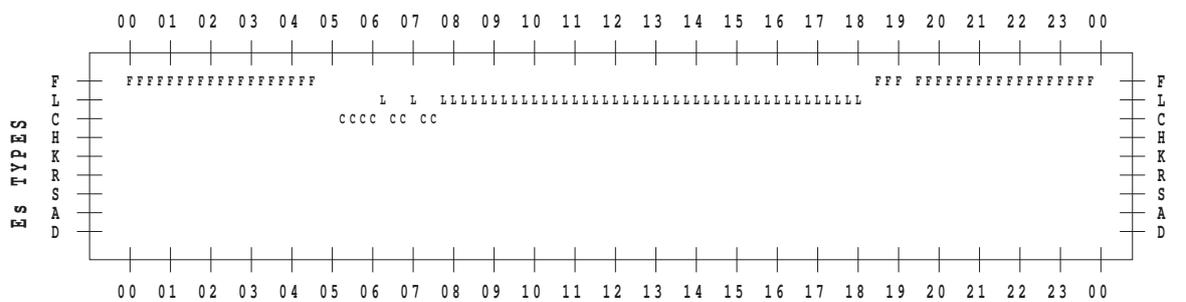 00 01 02 03 04 05 06 07 08 09 10 11 12 13 14 15 16 17 18 19 20 21 22 23 00
F FFFFFFFFFFFFFFFFFFF FFF FFFFFFFFFFFFFFFFFF F
L L L LLLLLLLLLLLLLLLLLLLLLLLLLLLLLLLLLLLLLLLLLL L
C CCCC CC CC C
H H
K K
R R
S S
A A
D D
Es TYPES
00 01 02 03 04 05 06 07 08 09 10 11 12 13 14 15 16 17 18 19 20 21 22 23 00